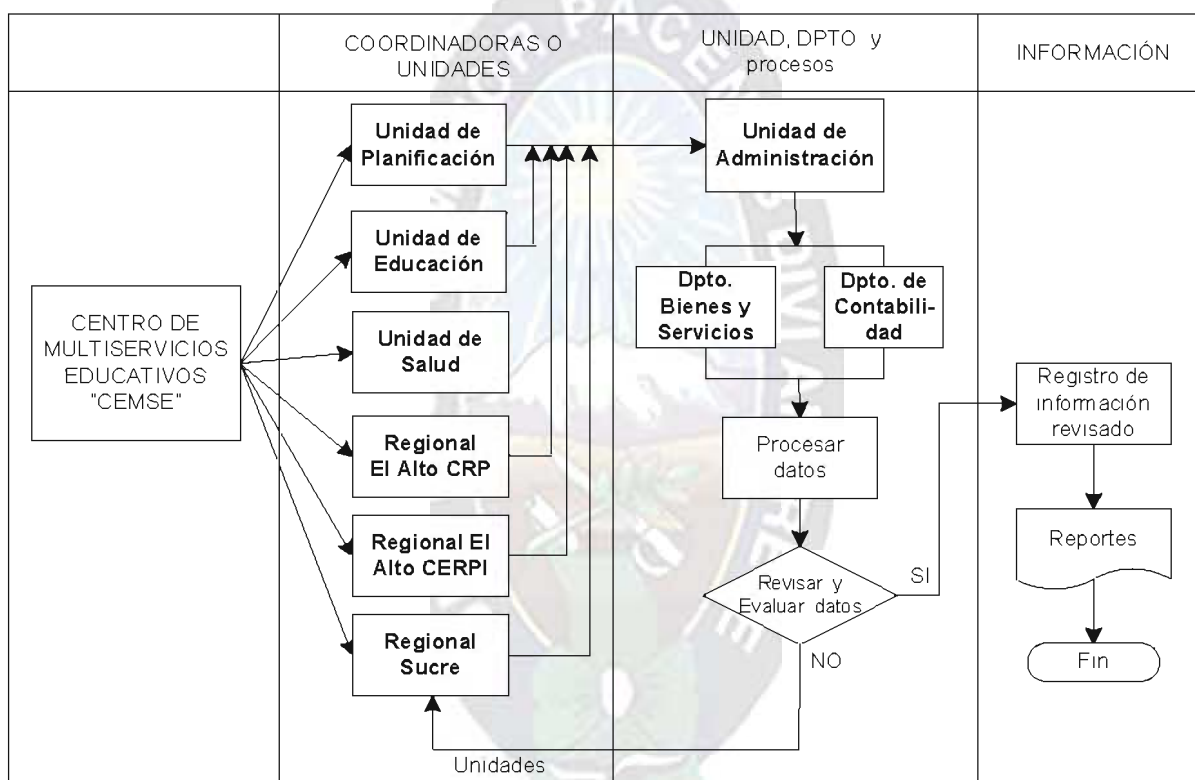 COORDINADORAS O
UNIDADES
UNIDAD, DPTO y
procesos
INFORMACIÓN
CENTRO DE
MULTISERVICIOS
EDUCATIVOS
"CEMSE"
Unidad de
Planificación
Unidad de
Educación
Unidad de
Salud
Regional
El Alto CRP
Regional El
Alto CERPI
Regional
Sucre
Unidades
Unidad de
Administración
Dpto.
Bienes y
Servicios
Dpto. de
Contabili-
dad
Procesar
datos
Revisar y
Evaluar datos
SI
NO
Registro de
información
revisado
Reportes
Fin